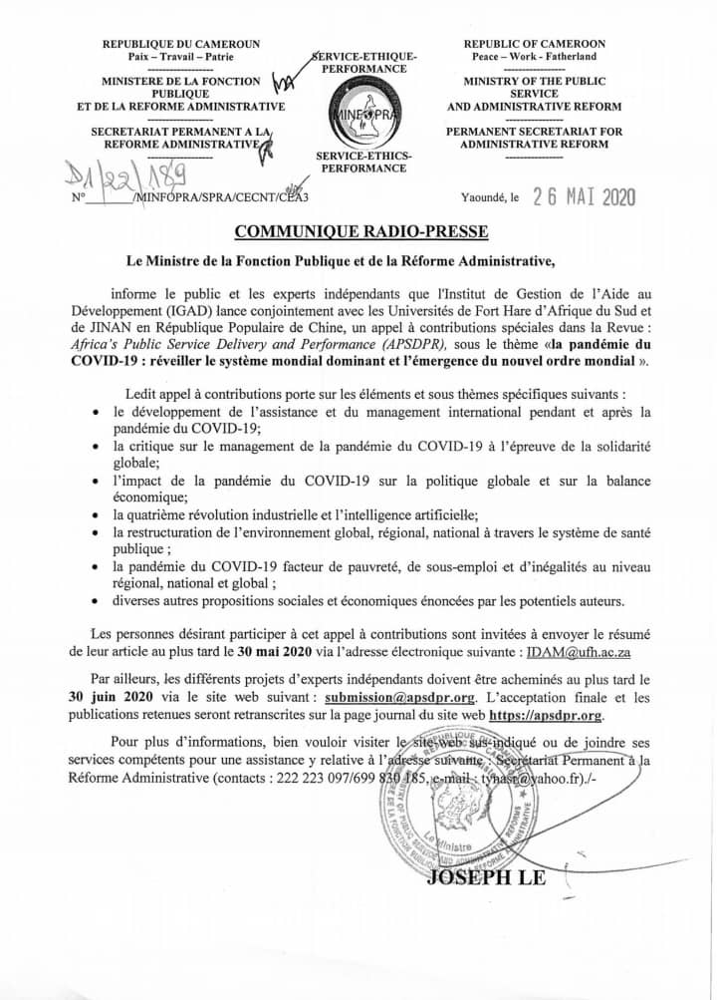 REPUBLIQUE DU CAMEROUN
Paix – Travail – Patrie
-------------------
MINISTERE DE LA FONCTION
PUBLIQUE
ET DE LA REFORME ADMINISTRATIVE
-------------------
SECRETARIAT PERMANENT A LA
REFORME ADMINISTRATIVE
-------------------
SERVICE-ETHIQUE-
PERFORMANCE
MINFOPRA
SERVICE-ETHICS-
PERFORMANCE
REPUBLIC OF CAMEROON
Peace – Work - Fatherland
----------------
MINISTRY OF THE PUBLIC
SERVICE
AND ADMINISTRATIVE REFORM
----------------
PERMANENT SECRETARIAT FOR
ADMINISTRATIVE REFORM
----------------
D1/22/189
N°______/MINFOPRA/SPRA/CECNT/CEA3
Yaoundé, le 26 MAI 2020
COMMUNIQUE RADIO-PRESSE
Le Ministre de la Fonction Publique et de la Réforme Administrative,
informe le public et les experts indépendants que l'Institut de Gestion de l'Aide au
Développement (IGAD) lance conjointement avec les Universités de Fort Hare d'Afrique du Sud et
de JINAN en République Populaire de Chine, un appel à contributions spéciales dans la Revue :
Africa's Public Service Delivery and Performance (APSDPR), sous le thème «la pandémie du
COVID-19 : réveiller le système mondial dominant et l'émergence du nouvel ordre mondial ».
Ledit appel à contributions porte sur les éléments et sous thèmes spécifiques suivants :
• le développement de l'assistance et du management international pendant et après la
pandémie du COVID-19;
• la critique sur le management de la pandémie du COVID-19 à l'épreuve de la solidarité
globale;
• l'impact de la pandémie du COVID-19 sur la politique globale et sur la balance
économique;
• la quatrième révolution industrielle et l'intelligence artificielle;
• la restructuration de l'environnement global, régional, national à travers le système de santé
publique ;
• la pandémie du COVID-19 facteur de pauvreté, de sous-emploi et d'inégalités au niveau
régional, national et global ;
• diverses autres propositions sociales et économiques énoncées par les potentiels auteurs.
Les personnes désirant participer à cet appel à contributions sont invitées à envoyer le résumé
de leur article au plus tard le 30 mai 2020 via l'adresse électronique suivante : IDAM@ufh.ac.za
Par ailleurs, les différents projets d'experts indépendants doivent être acheminés au plus tard le
30 juin 2020 via le site web suivant : submission@apsdpr.org. L'acceptation finale et les
publications retenues seront retranscrites sur la page journal du site web https://apsdpr.org.
Pour plus d'informations, bien vouloir visiter le site web sus-indiqué ou de joindre ses
services compétents pour une assistance y relative à l'adresse suivante : Secrétariat Permanent à la
Réforme Administrative (contacts : 222 223 097/699 830 185, e-mail : tynasr@yahoo.fr)./-
Le Ministre
JOSEPH LE